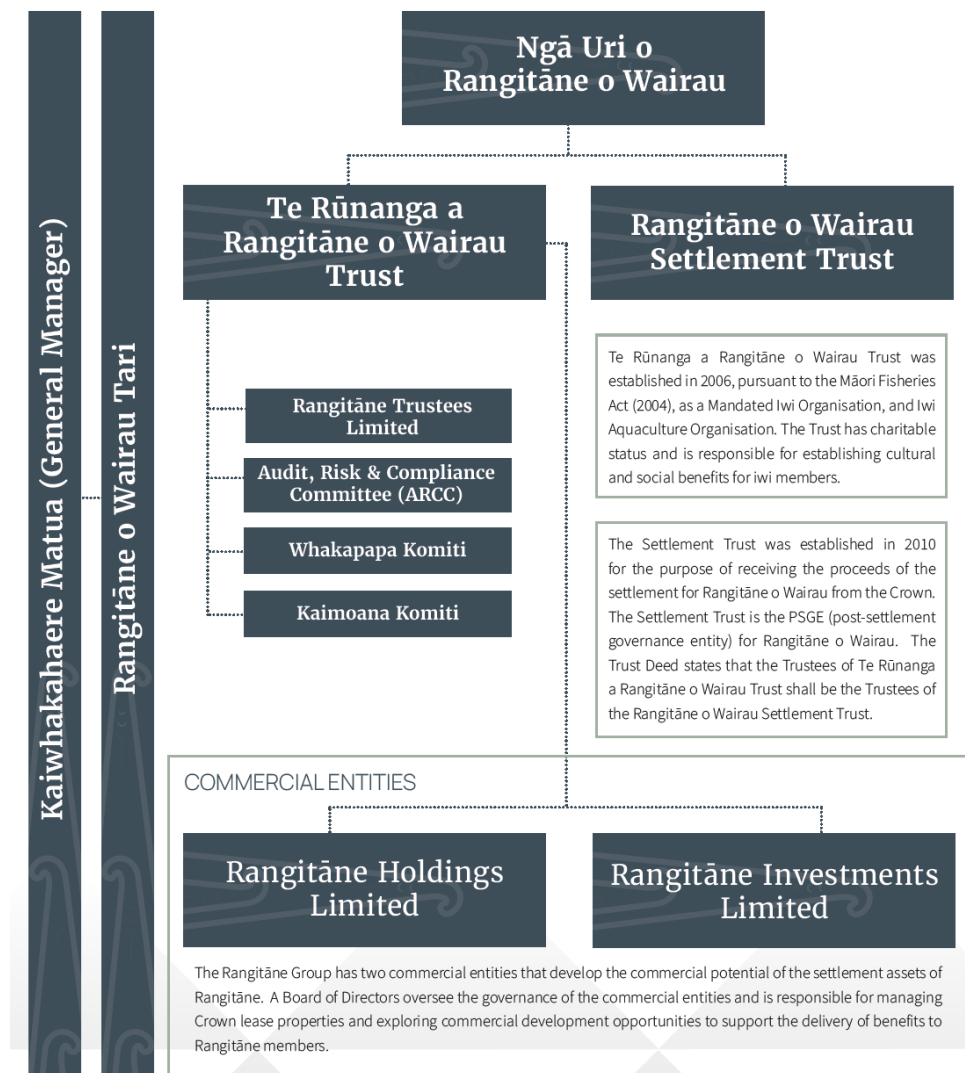 Kaiwhakahaere Matua (General Manager)
Rangitāne o Wairau Tari
Ngā Uri o
Rangitāne o Wairau
Te Rūnanga a
Rangitāne o Wairau
Trust
Rangitāne o Wairau
Settlement Trust
Rangitāne Trustees
Limited
Audit, Risk & Compliance
Committee (ARCC)
Whakapapa Komiti
Kaimoana Komiti
Te Rūnanga a Rangitāne o Wairau Trust was
established in 2006, pursuant to the Māori Fisheries
Act (2004), as a Mandated Iwi Organisation, and Iwi
Aquaculture Organisation. The Trust has charitable
status and is responsible for establishing cultural
and social benefits for iwi members.
The Settlement Trust was established in 2010
for the purpose of receiving the proceeds of the
settlement for Rangitāne o Wairau from the Crown.
The Settlement Trust is the PSGE (post-settlement
governance entity) for Rangitāne o Wairau. The
Trust Deed states that the Trustees of Te Rūnanga
a Rangitāne o Wairau Trust shall be the Trustees of
the Rangitāne o Wairau Settlement Trust.
COMMERCIAL ENTITIES
Rangitāne Holdings
Limited
Rangitāne Investments
Limited
The Rangitāne Group has two commercial entities that develop the commercial potential of the settlement assets of
Rangitāne. A Board of Directors oversee the governance of the commercial entities and is responsible for managing
Crown lease properties and exploring commercial development opportunities to support the delivery of benefits to
Rangitāne members.